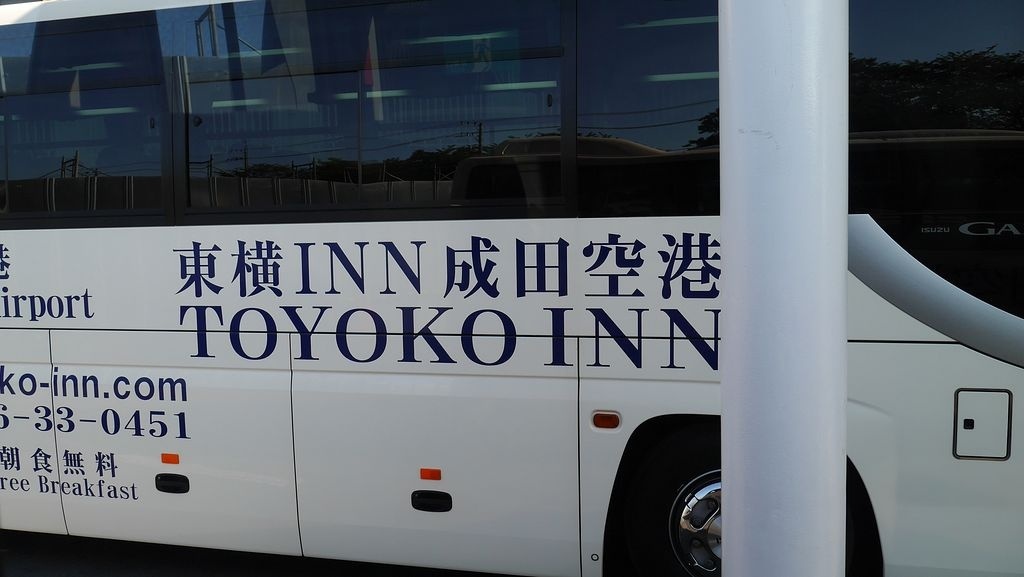 港
irport
東横INN成田空港
TOYOKO INN
ko-inn.com
6-33-0451
朝食無料
ree Breakfast
ISUZU GA